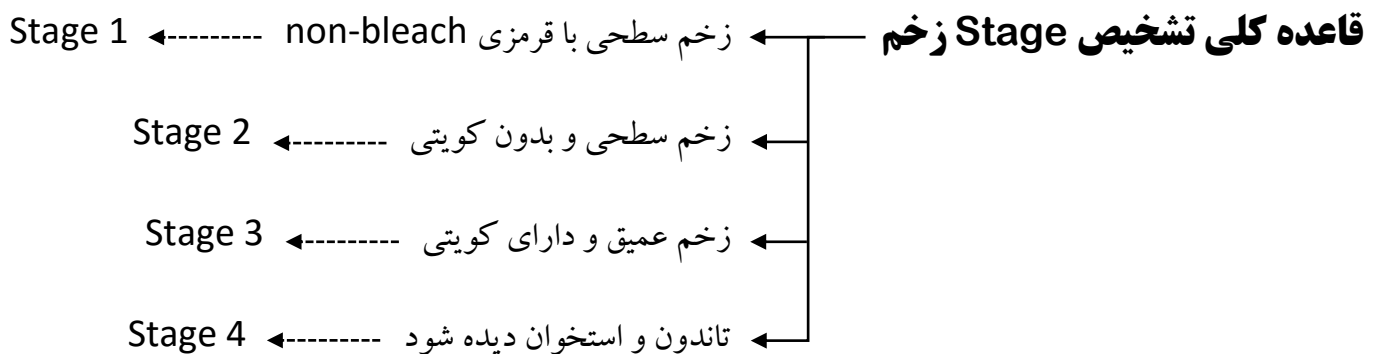 قاعده کلی تشخیص Stage زخم
زخم سطحی با قرمزی non-bleach Stage 1
زخم سطحی و بدون کویتی Stage 2
زخم عمیق و دارای کویتی Stage 3
تاندون و استخوان دیده شود Stage 4